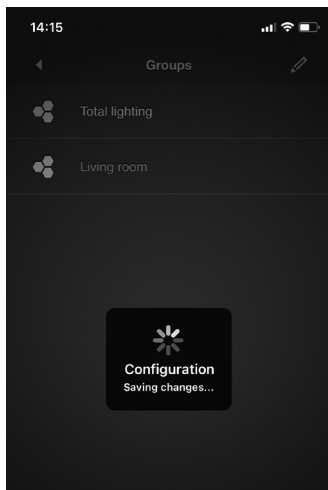 14:15
Groups
Total lighting
Living room
Configuration
Saving changes...